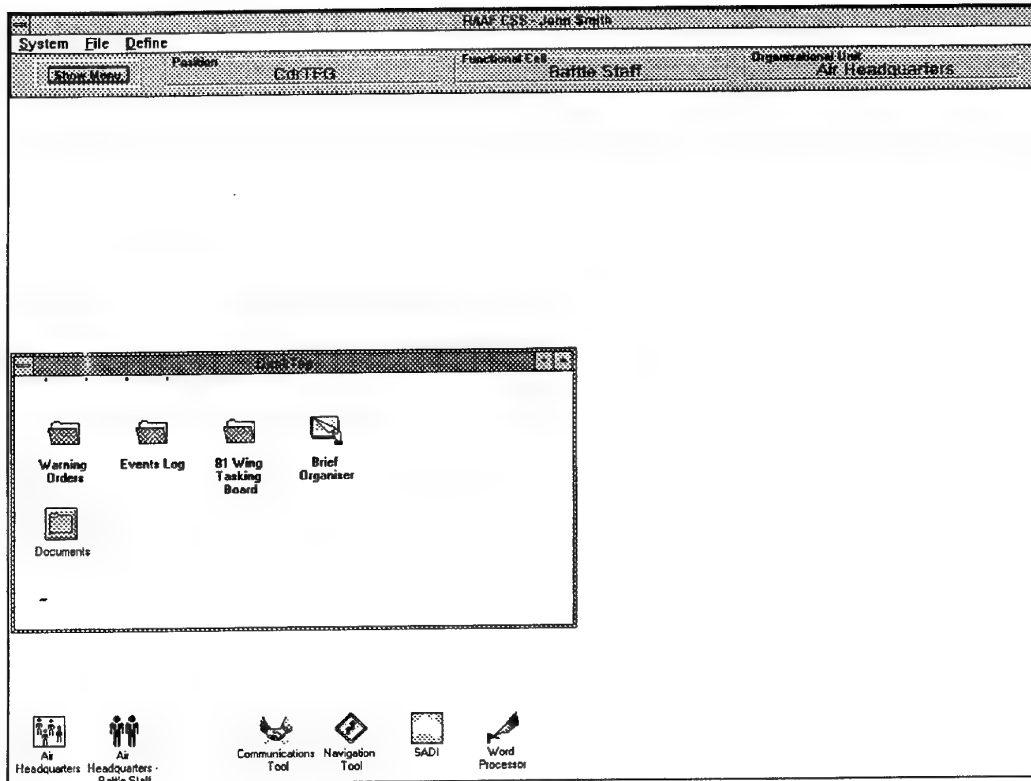 RAAF CSS - John Smith
System File Define
Show Menu
Position
CdrTFG
Functional Cell
Battle Staff
Organisational Unit
Air Headquarters
DeskTop
Warning
Orders
Events Log
81 Wing
Tasking
Board
Brief
Organiser
Documents
Air
Headquarters
Air
Headquarters -
Battle Staff
Communications
Tool
Navigation
Tool
SADI
Word
Processor